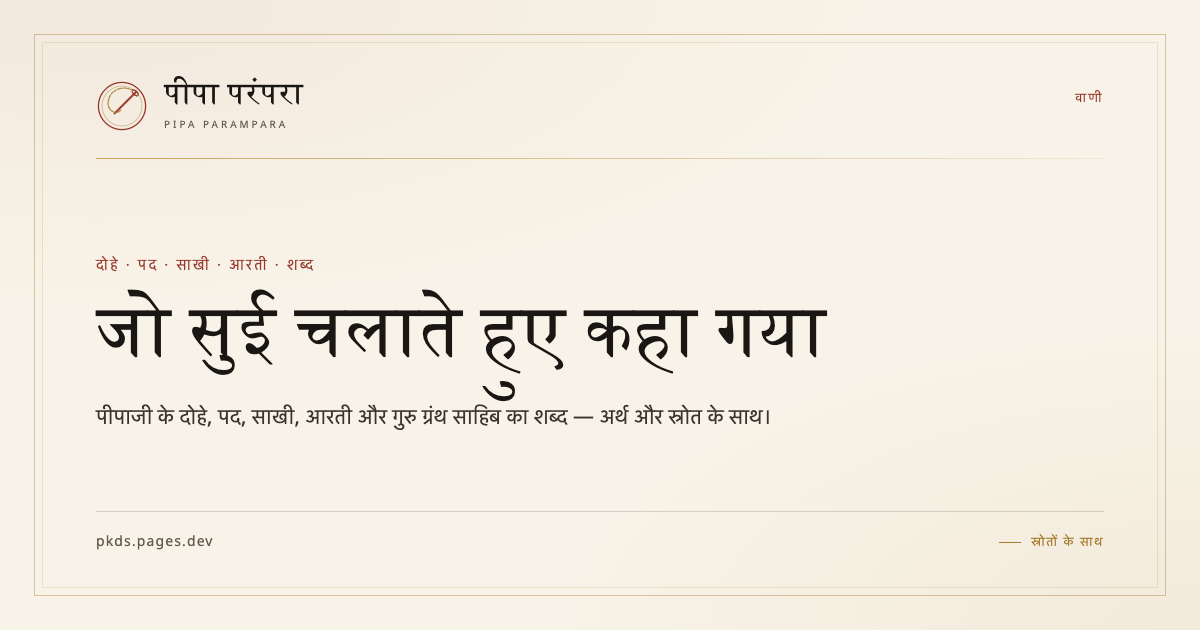 पीपा परंपरा
PIPA PARAMPARA
वाणी
दोहे · पद · साखी · आरती · शब्द
जो सुई चलाते हुए कहा गया
पीपाजी के दोहे, पद, साखी, आरती और गुरु ग्रंथ साहिब का शब्द — अर्थ और स्रोत के साथ।
pkds.pages.dev
— स्रोतों के साथ